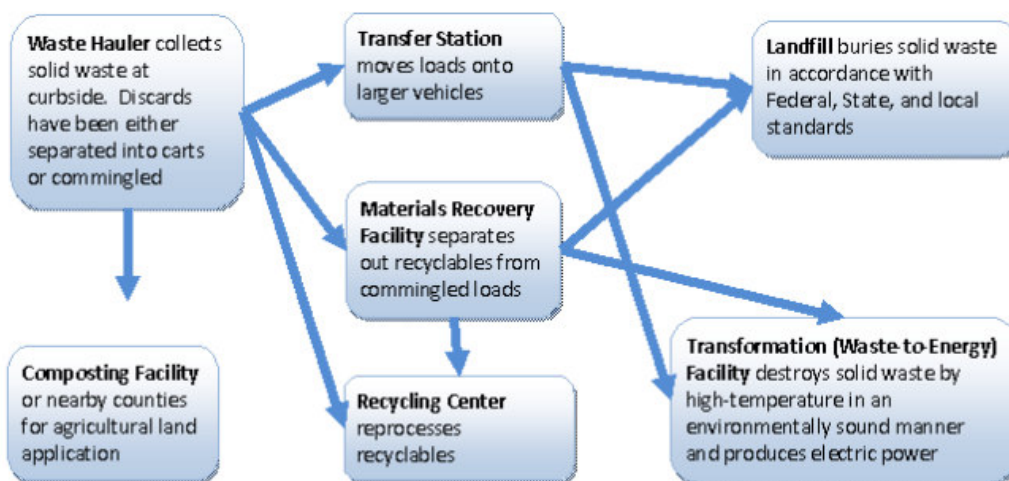 Waste Hauler collects
solid waste at
curbside. Discards
have been either
separated into carts
or commingled
Transfer Station
moves loads onto
larger vehicles
Landfill buries solid waste
in accordance with
Federal, State, and local
standards
Materials Recovery
Facility separates
out recyclables from
commingled loads
Composting Facility
or nearby counties
for agricultural land
application
Recycling Center
reprocesses
recyclables
Transformation (Waste-to-Energy)
Facility destroys solid waste by
high-temperature in an
environmentally sound manner
and produces electric power